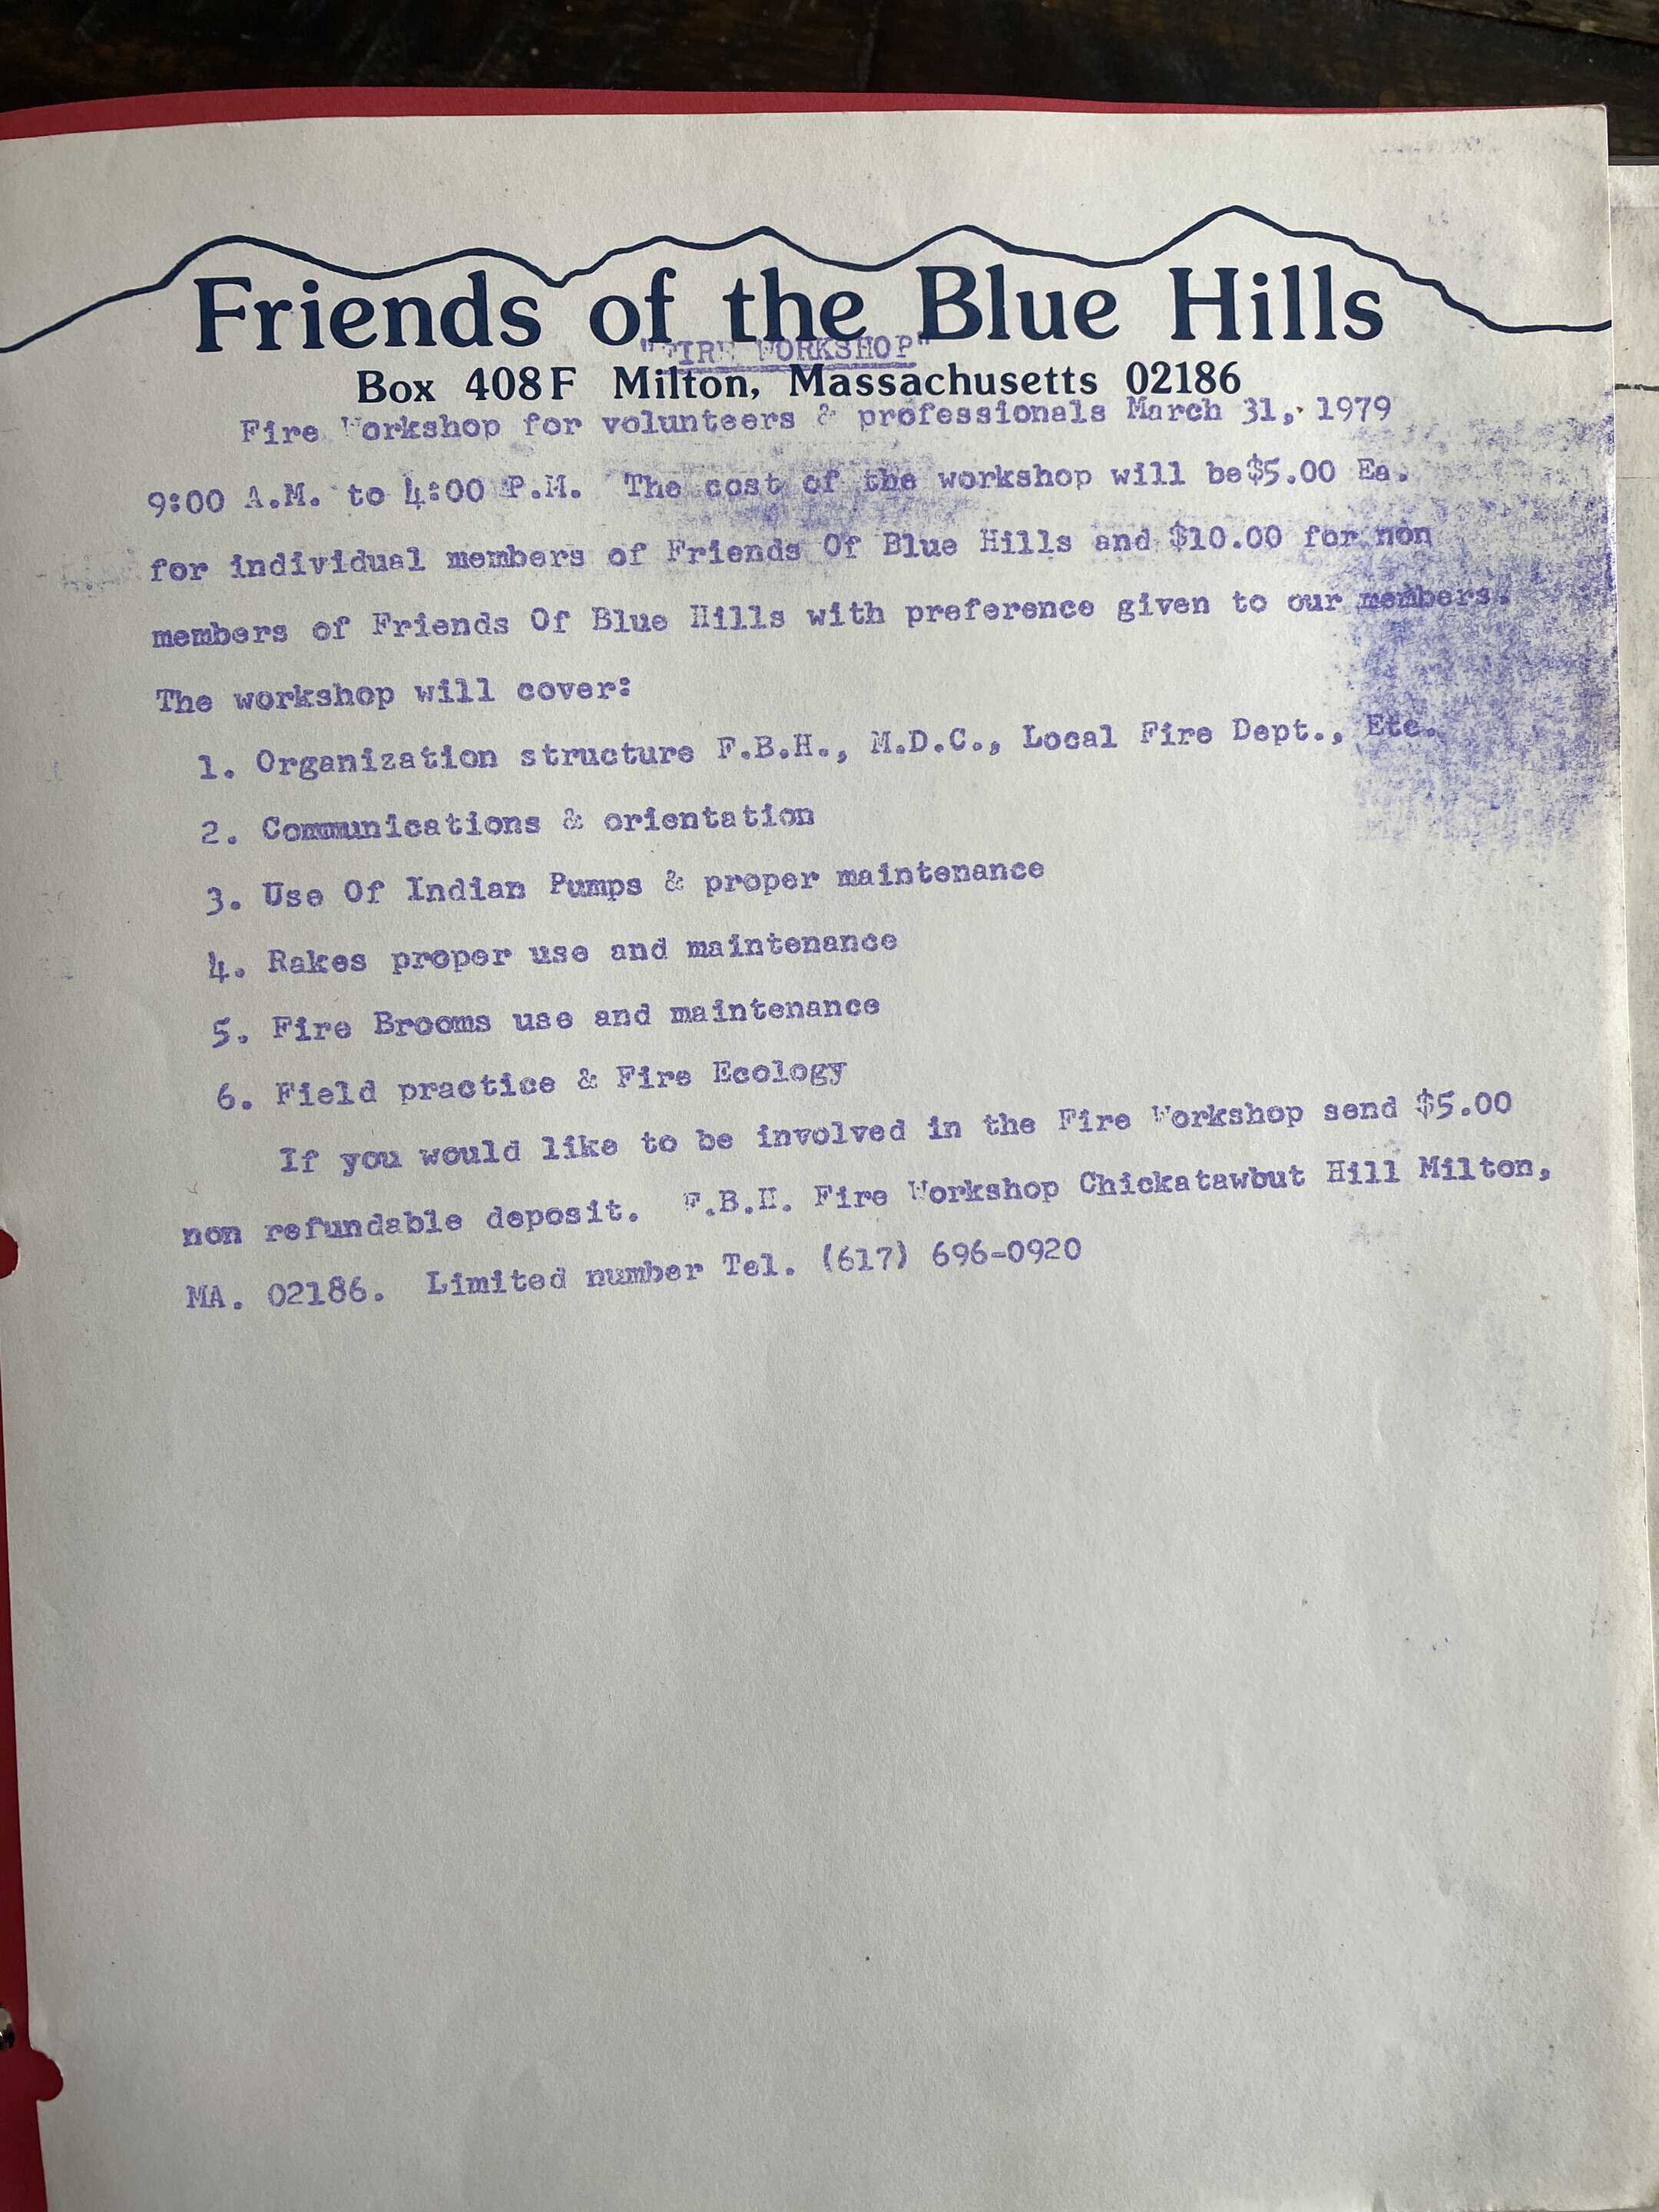 Friends of the Blue Hills
"FIRE WORKSHOP"
Box 408F Milton, Massachusetts 02186
Fire Workshop for volunteers & professionals March 31, 1979
9:00 A.M. to 4:00 P.M. The cost of the workshop will be$5.00 Ea.
for individual members of Friends Of Blue Hills and $10.00 for non
members of Friends Of Blue Hills with preference given to our members.
The workshop will cover:
1. Organization structure F.B.H., M.D.C., Local Fire Dept., Etc.
2. Communications & orientation
3. Use Of Indian Pumps & proper maintenance
4. Rakes proper use and maintenance
5. Fire Brooms use and maintenance
6. Field practice & Fire Ecology
If you would like to be involved in the Fire Workshop send $5.00
non refundable deposit. F.B.H. Fire Workshop Chickatawbut Hill Milton,
MA. 02186. Limited number Tel. (617) 696-0920